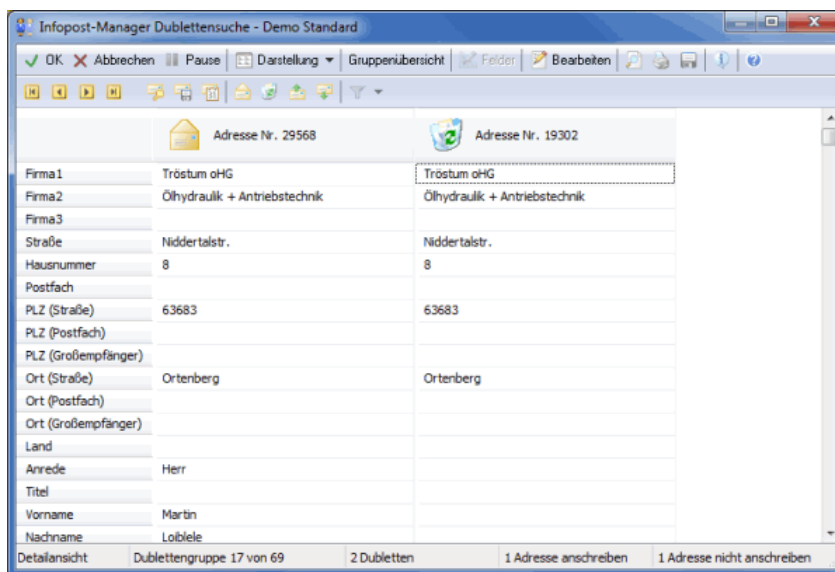 Infopost-Manager Dublettensuche - Demo Standard
OK Abbrechen Pause Darstellung Gruppenübersicht Felder Bearbeiten
Adresse Nr. 29568 Adresse Nr. 19302
Firma1 Tröstum oHG Tröstum oHG
Firma2 Ölhydraulik + Antriebstechnik Ölhydraulik + Antriebstechnik
Firma3
Straße Niddertalstr. Niddertalstr.
Hausnummer 8 8
Postfach
PLZ (Straße) 63683 63683
PLZ (Postfach)
PLZ (Großempfänger)
Ort (Straße) Ortenberg Ortenberg
Ort (Postfach)
Ort (Großempfänger)
Land
Anrede Herr
Titel
Vorname Martin
Nachname Loiblele
Detailansicht Dublettengruppe 17 von 69 2 Dubletten 1 Adresse anschreiben 1 Adresse nicht anschreiben